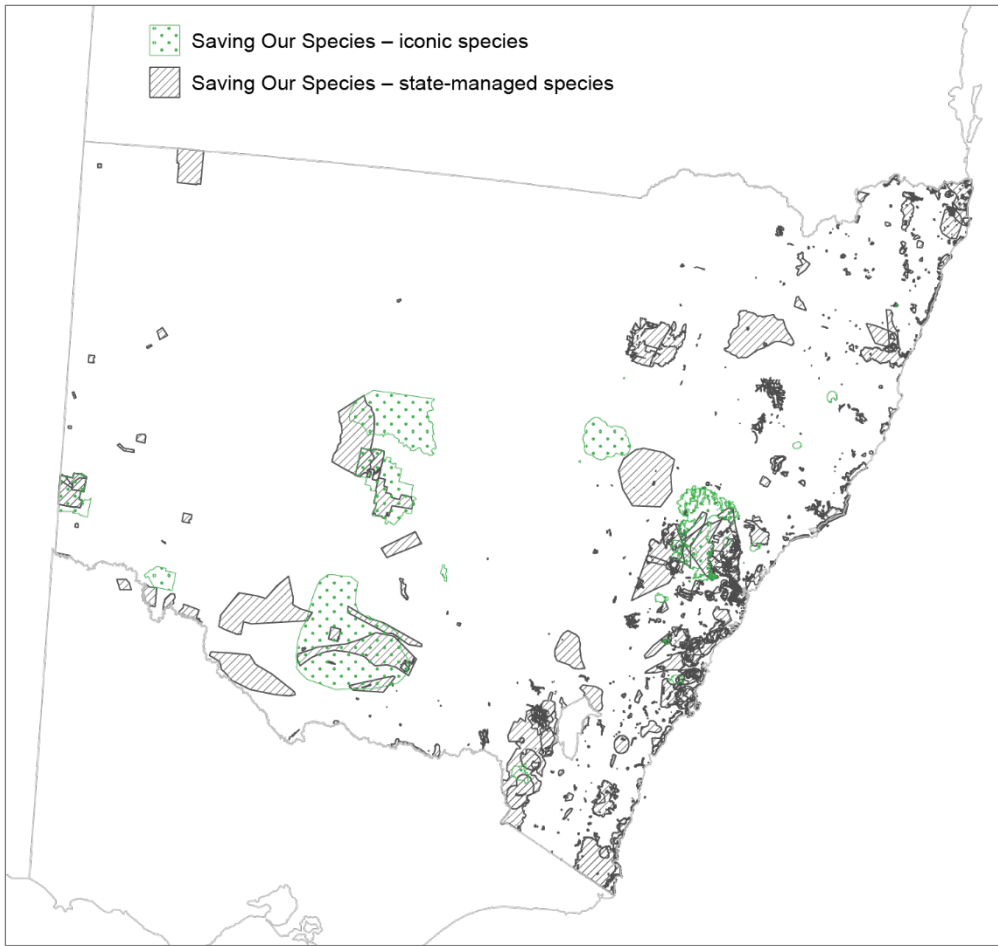 Saving Our Species – iconic species
Saving Our Species – state-managed species